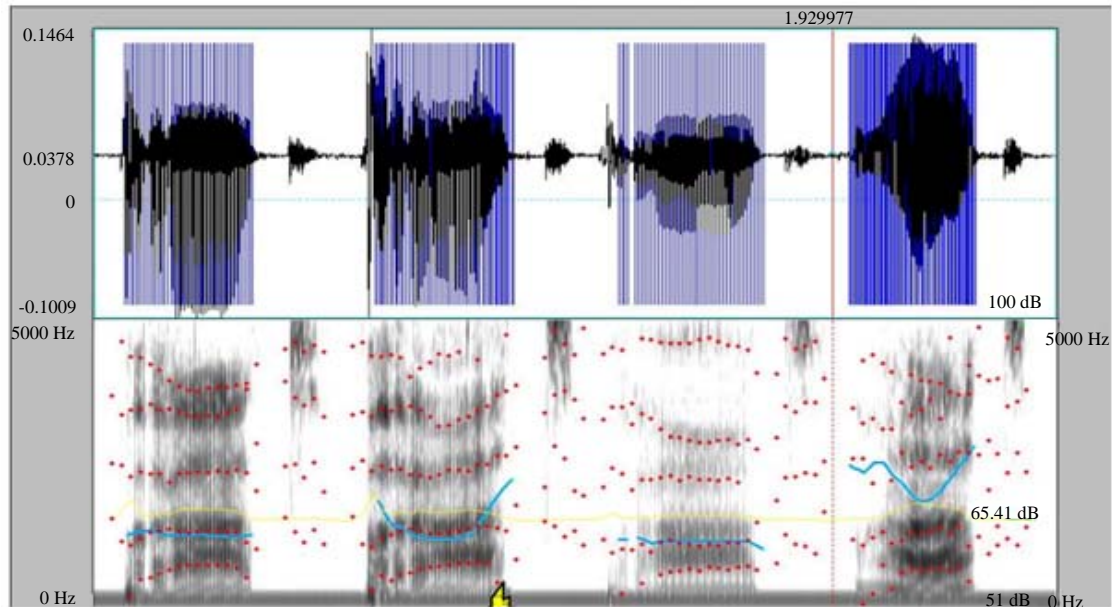 1.929977
0.1464
0.0378
0
-0.1009
100 dB
5000 Hz
5000 Hz
65.41 dB
0 Hz
51 dB
0 Hz